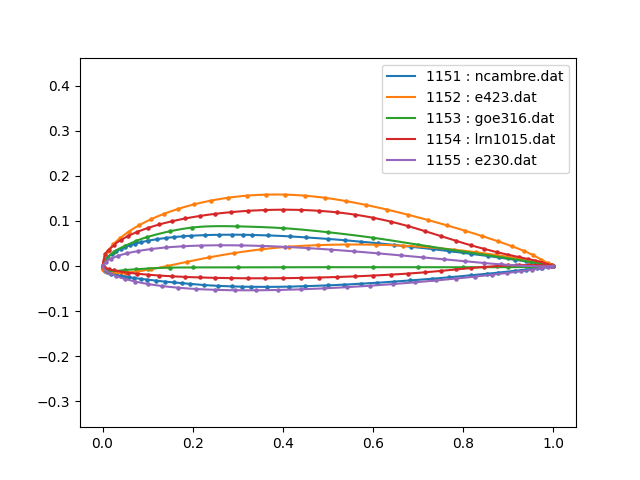 1151 : ncambre.dat
1152 : e423.dat
1153 : goe316.dat
1154 : lrn1015.dat
1155 : e230.dat
0.4
0.3
0.2
0.1
0.0
−0.1
−0.2
−0.3
0.0 0.2 0.4 0.6 0.8 1.0